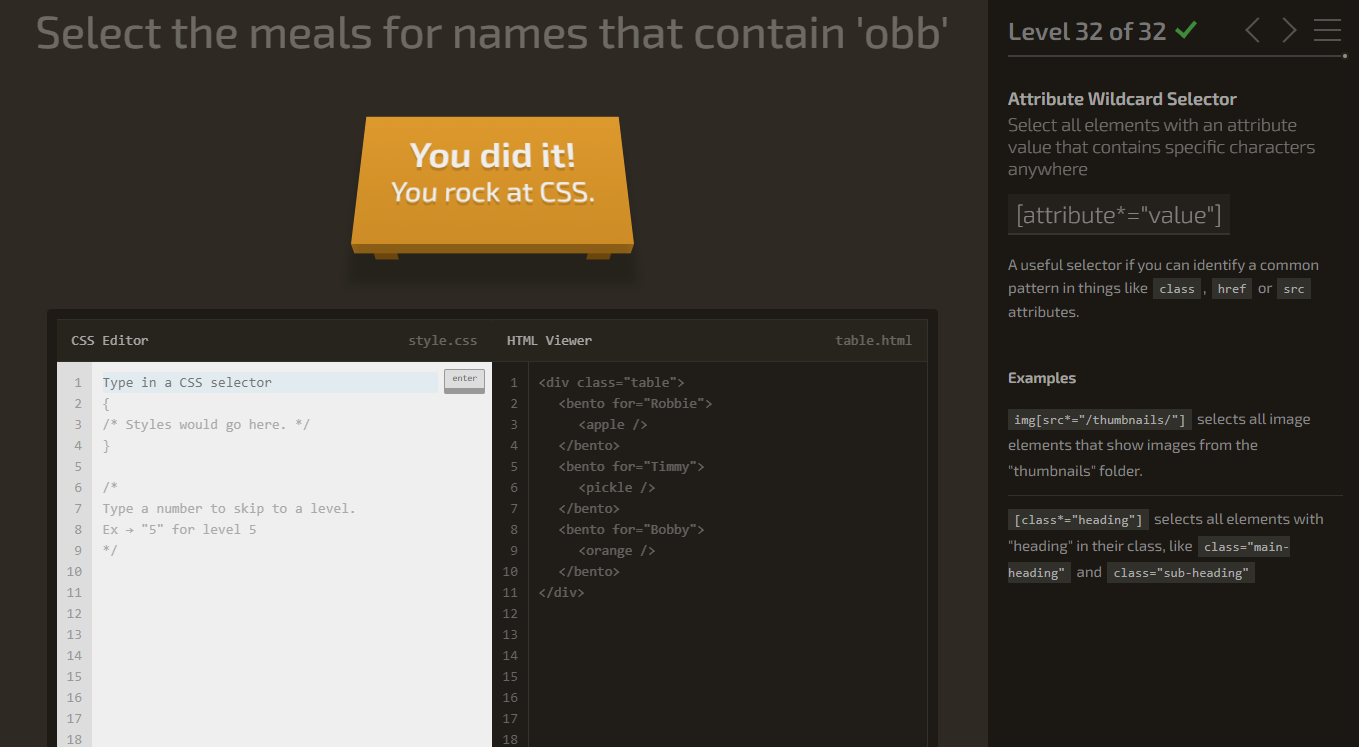 Select the meals for names that contain 'obb'
You did it!
You rock at CSS.
CSS Editor
style.css
HTML Viewer
table.html
1 Type in a CSS selector
enter
2 {
3 /* Styles would go here. */
4 }
5
6 /*
7 Type a number to skip to a level.
8 Ex → "5" for level 5
9 */
10
11
12
13
14
15
16
17
18
1 <div class="table">
2 <bento for="Robbie">
3 <apple />
4 </bento>
5 <bento for="Timmy">
6 <pickle />
7 </bento>
8 <bento for="Bobby">
9 <orange />
10 </bento>
11 </div>
12
13
14
15
16
17
18
Level 32 of 32
Attribute Wildcard Selector
Select all elements with an attribute
value that contains specific characters
anywhere
[attribute*="value"]
A useful selector if you can identify a common
pattern in things like class, href or src
attributes.
Examples
img[src*="/thumbnails/"] selects all image
elements that show images from the
"thumbnails" folder.
[class*="heading"] selects all elements with
"heading" in their class, like class="main-
heading" and class="sub-heading"